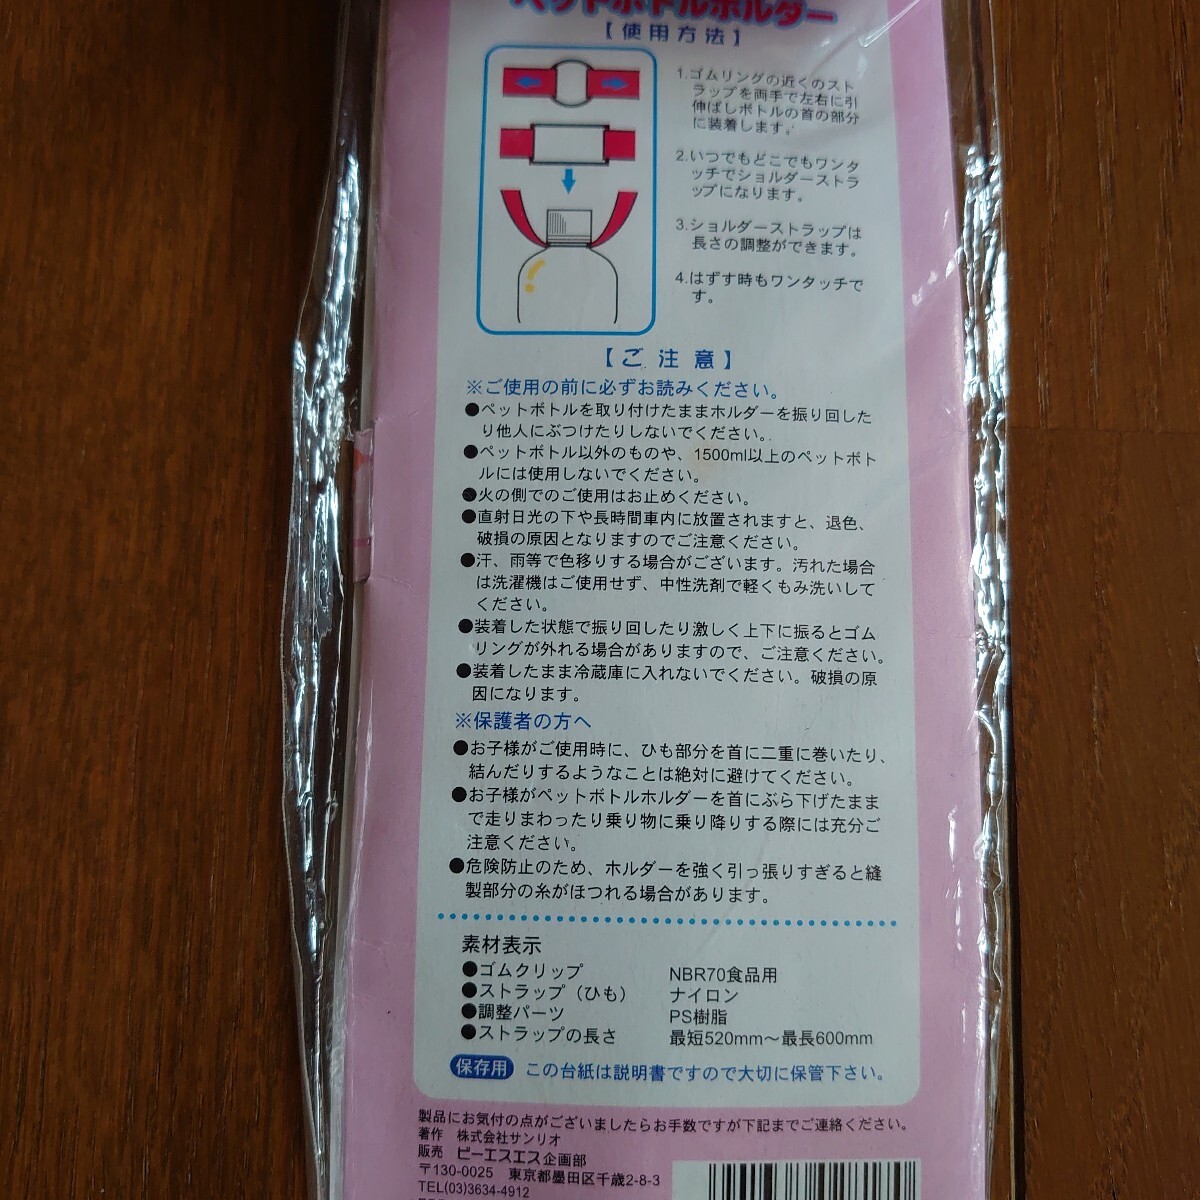 ペットボトルホルダー
【使用方法】
1.ゴムリングの近くのスト
ラップを両手で左右に引
伸ばしボトルの首の部分
に装着します。
2.いつでもどこでもワンタ
ッチでショルダーストラ
ップになります。
3.ショルダーストラップは
長さの調整ができます。
4.はずす時もワンタッチで
す。
【ご注意】
※ご使用の前に必ずお読みください。
●ペットボトルを取り付けたままホルダーを振り回した
り他人にぶつけたりしないでください。
●ペットボトル以外のものや、1500ml以上のペットボト
ルには使用しないでください。
●火の側でのご使用はお止めください。
●直射日光の下や長時間車内に放置されますと、退色、
破損の原因となりますのでご注意ください。
●汗、雨等で色移りする場合がございます。汚れた場合
は洗濯機はご使用せず、中性洗剤で軽くもみ洗いして
ください。
●装着した状態で振り回したり激しく上下に振るとゴム
リングが外れる場合がありますので、ご注意ください。
●装着したまま冷蔵庫に入れないでください。破損の原
因になります。
※保護者の方へ
●お子様がご使用時に、ひも部分を首に二重に巻いたり、
結んだりするようなことは絶対に避けてください。
●お子様がペットボトルホルダーを首にぶら下げたまま
で走りまわったり乗り物に乗り降りする際には充分ご
注意ください。
●危険防止のため、ホルダーを強く引っ張りすぎると縫
製部分の糸がほつれる場合があります。
素材表示
●ゴムクリップ NBR70食品用
●ストラップ（ひも） ナイロン
●調整パーツ PS樹脂
●ストラップの長さ 最短520mm～最長600mm
保存用 この台紙は説明書ですので大切に保管下さい。
製品にお気付の点がございましたらお手数ですが下記までご連絡ください。
著作 株式会社サンリオ
販売 ピーエスエス企画部
〒130-0025 東京都墨田区千歳2-8-3
TEL(03)3634-4912